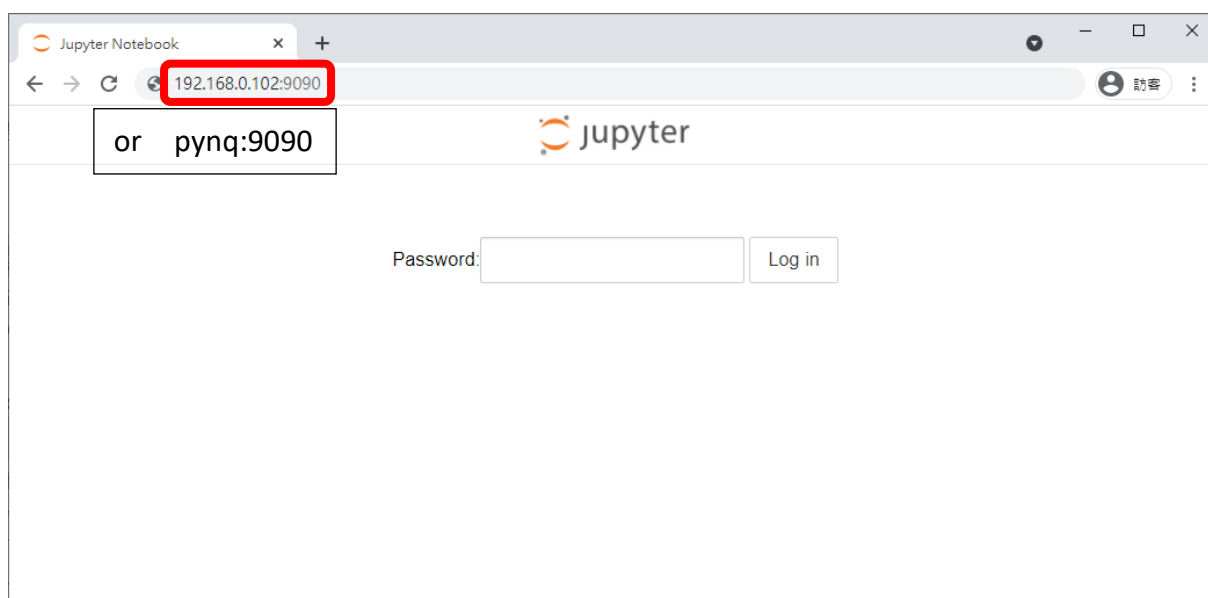 Jupyter Notebook
192.168.0.102:9090
訪客
or pynq:9090
jupyter
Password:
Log in